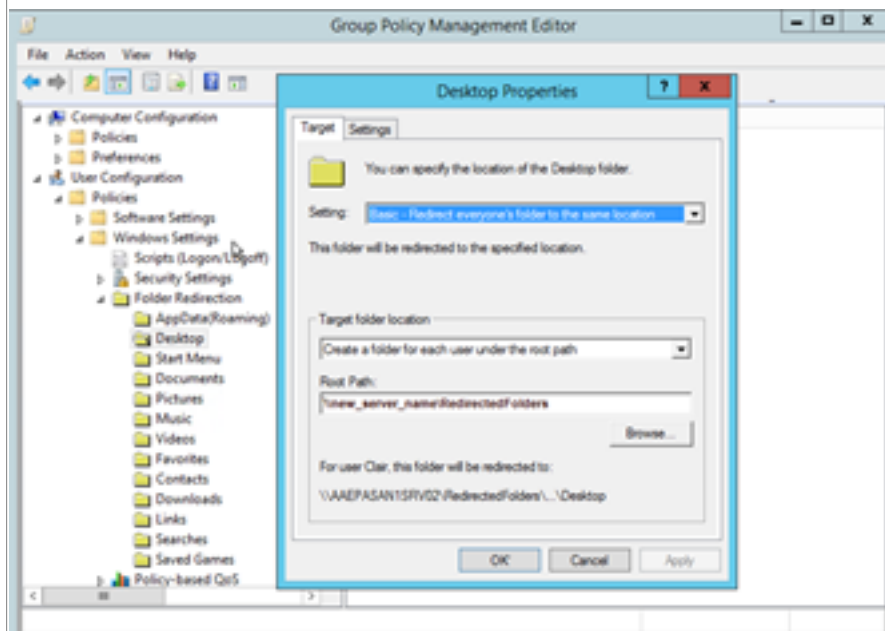 Group Policy Management Editor
File Action View Help
Computer Configuration
Policies
Preferences
User Configuration
Policies
Software Settings
Windows Settings
Scripts (Logon/Logoff)
Security Settings
Folder Redirection
AppData(Roaming)
Desktop
Start Menu
Documents
Pictures
Music
Videos
Favorites
Contacts
Downloads
Links
Searches
Saved Games
Policy-based QoS
Desktop Properties
Target Settings
You can specify the location of the Desktop folder.
Setting: Basic - Redirect everyone's folder to the same location
This folder will be redirected to the specified location.
Target folder location
Create a folder for each user under the root path
Root Path:
\\new_server_name\RedirectedFolders
Browse...
For user Clair, this folder will be redirected to:
\\AAEPASAN1SRV02\RedirectedFolders\...\Desktop
OK Cancel Apply